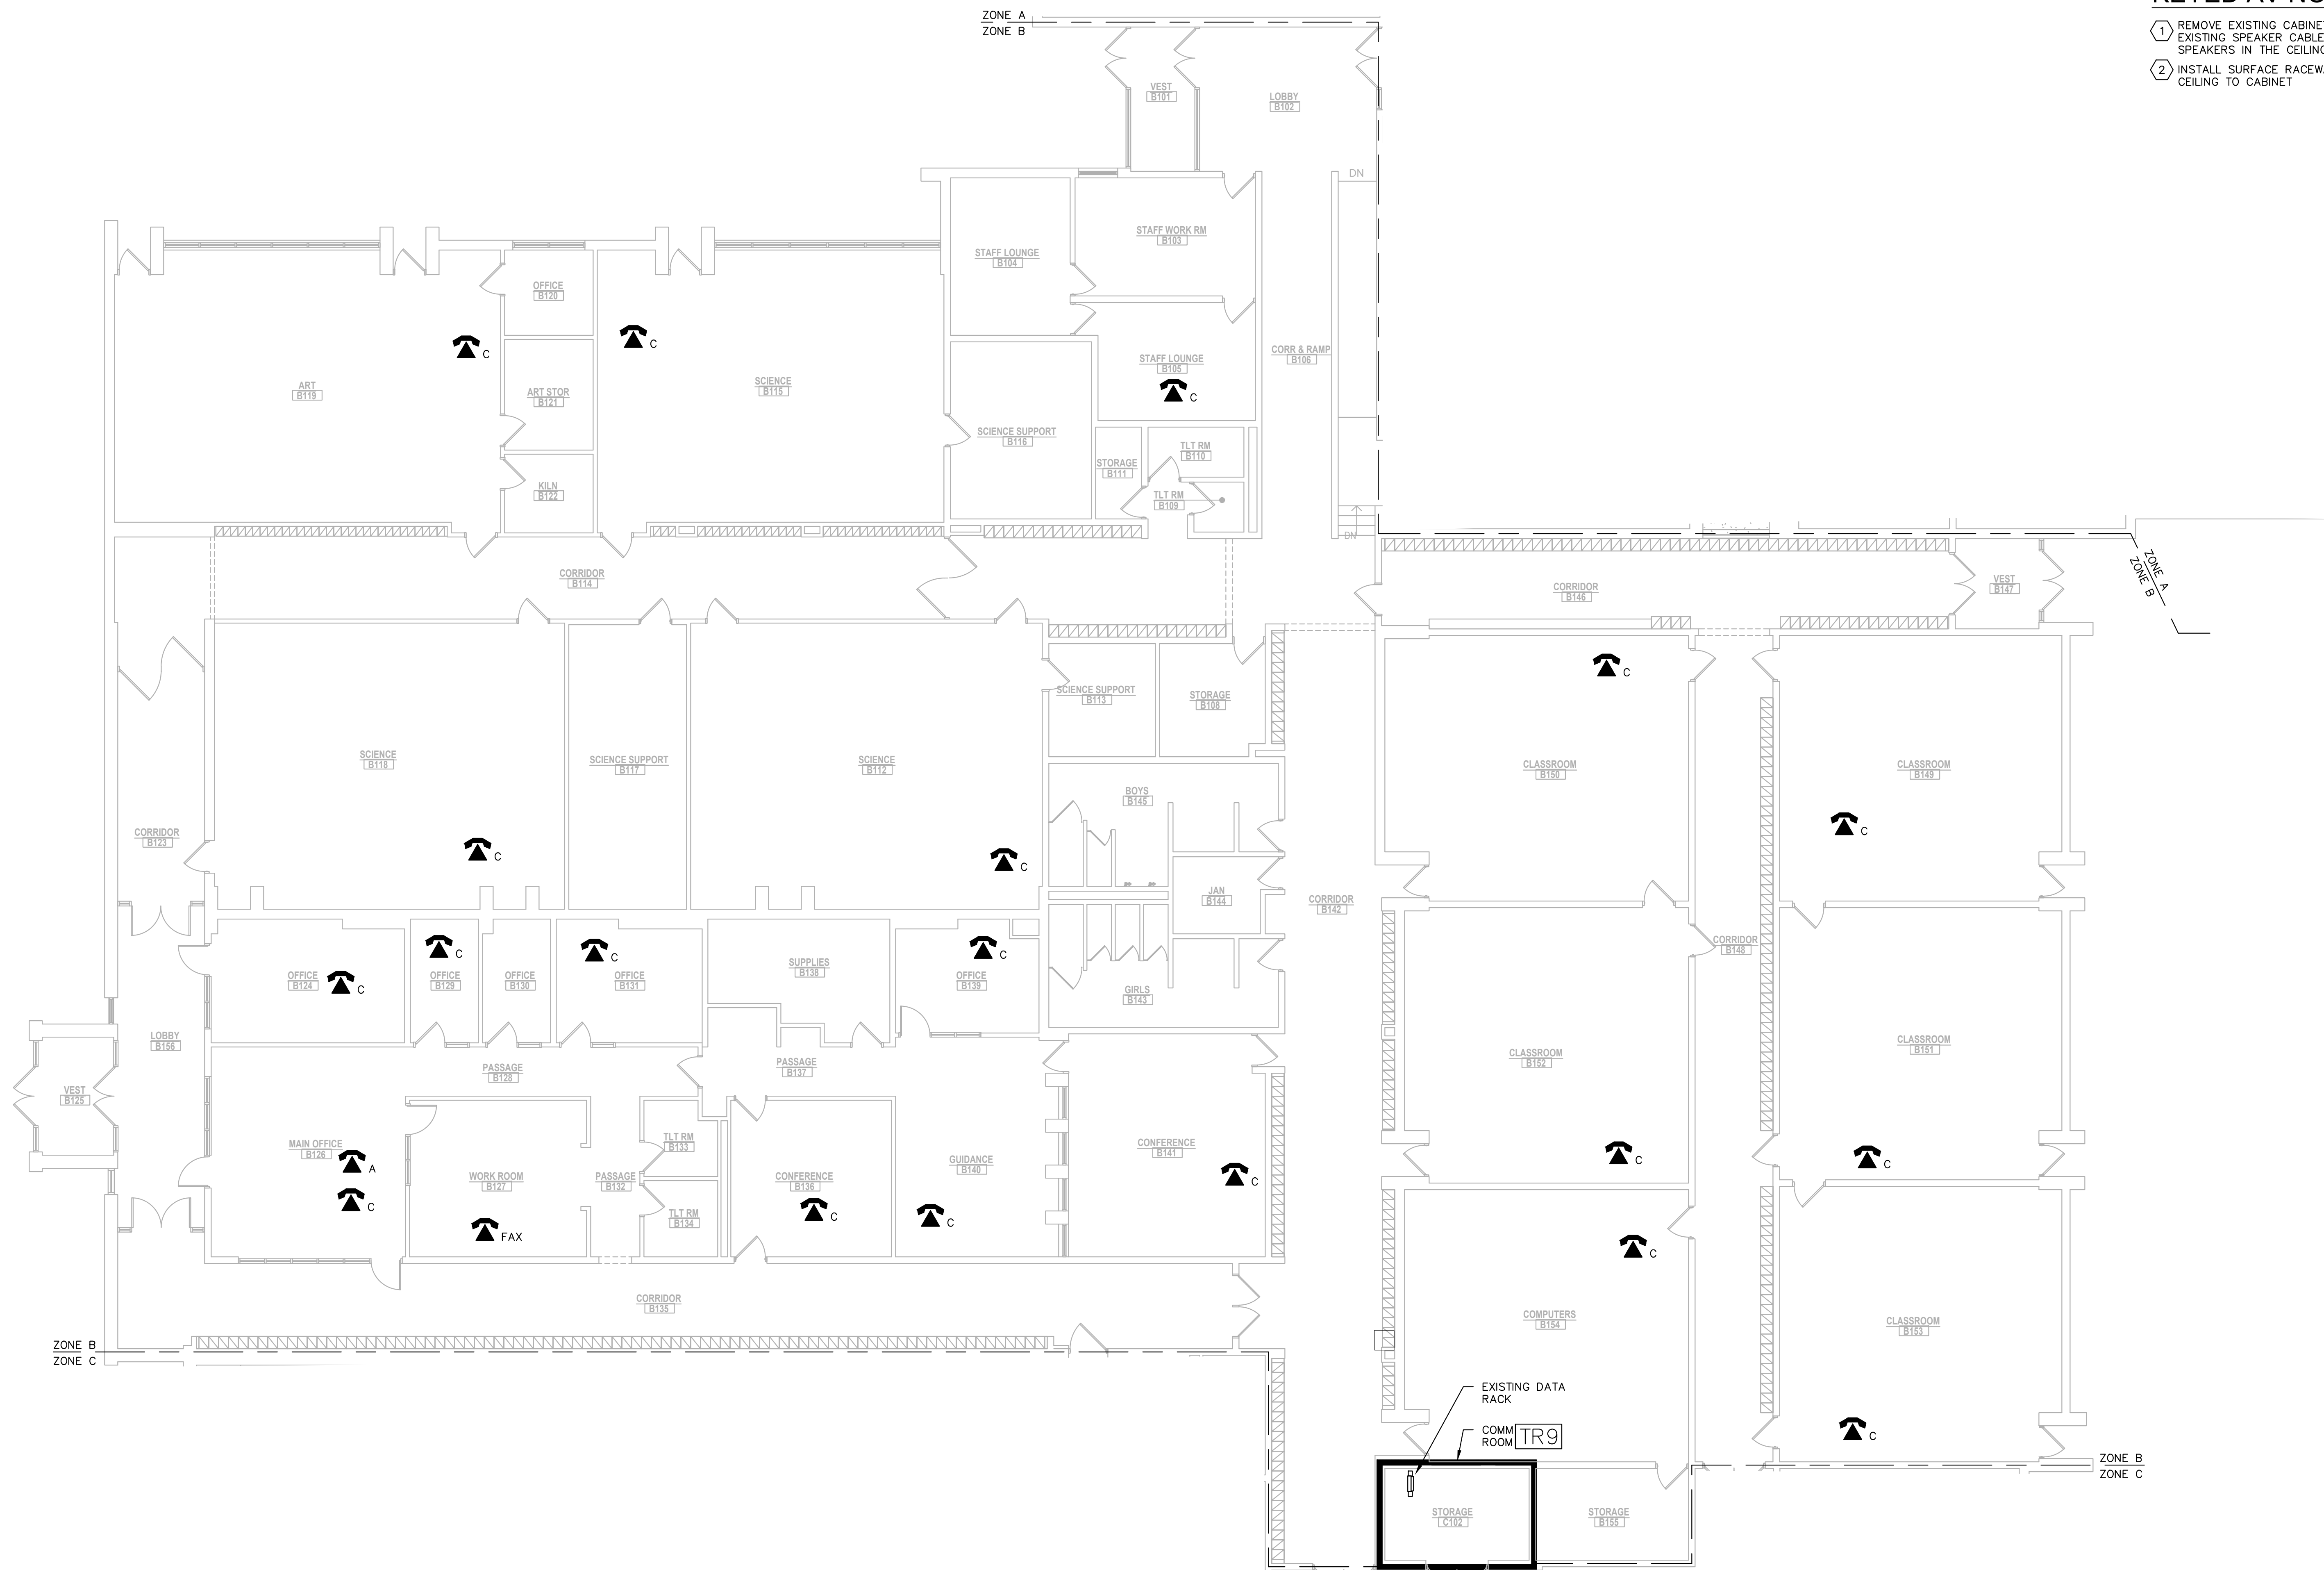 ZONE A
ZONE B
1 REMOVE EXISTING
EXISTING SPEAKER
SPEAKERS IN THE
2 INSTALL SURFACE
CEILING TO CABINET
VEST
B101
LOBBY
B102
DN
STAFF WORK RM
B103
STAFF LOUNGE
B104
OFFICE
B120
C
C
CORR & RAMP
B106
STAFF LOUNGE
B105
C
ART
B119
ART STOR
B121
SCIENCE
B115
SCIENCE SUPPORT
B116
TLT RM
B110
STORAGE
B111
KILN
B122
TLT RM
B109
DN
CORRIDOR
B114
CORRIDOR
B146
VEST
B147
ZONE A
ZONE B
C
SCIENCE SUPPORT
B113
STORAGE
B108
SCIENCE
B118
SCIENCE SUPPORT
B117
SCIENCE
B112
CLASSROOM
B150
CLASSROOM
B149
BOYS
B145
CORRIDOR
B123
C
C
C
JAN
B144
CORRIDOR
B142
CORRIDOR
B148
C
C
C
OFFICE
B124
C
OFFICE
B129
OFFICE
B130
OFFICE
B131
SUPPLIES
B138
OFFICE
B139
GIRLS
B143
LOBBY
B156
CLASSROOM
B152
CLASSROOM
B151
PASSAGE
B128
PASSAGE
B137
VEST
B125
MAIN OFFICE
B126
A
C
TLT RM
B133
WORK ROOM
B127
FAX
PASSAGE
B132
TLT RM
B134
CONFERENCE
B136
C
GUIDANCE
B140
C
CONFERENCE
B141
C
C
C
C
CORRIDOR
B135
COMPUTERS
B154
CLASSROOM
B153
ZONE B
ZONE C
EXISTING DATA
RACK
COMM
ROOM TR9
C
ZONE B
ZONE C
STORAGE
C102
STORAGE
B155